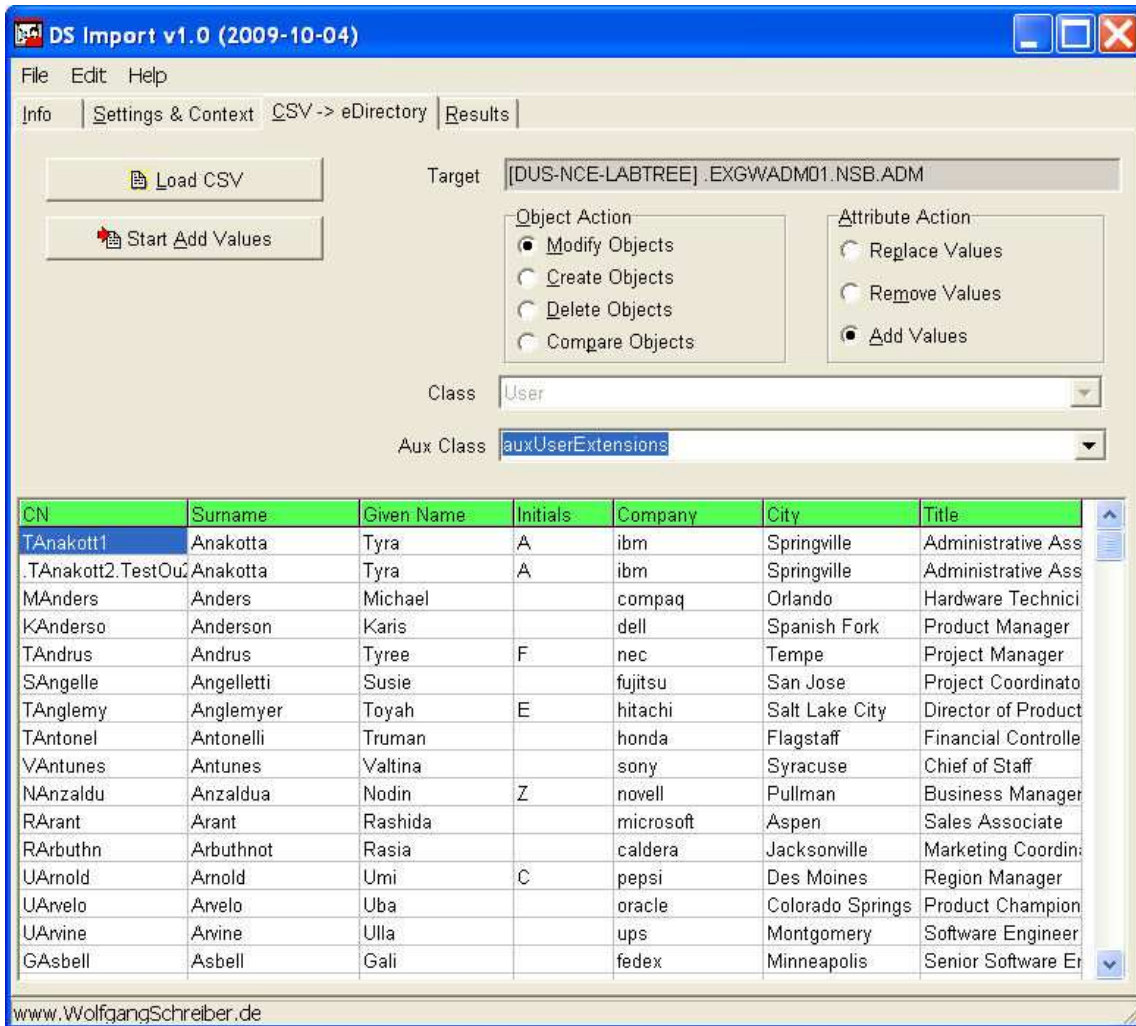 DS Import v1.0 (2009-10-04)
File Edit Help
Info Settings & Context CSV -> eDirectory Results
Load CSV
Target [DUS-NCE-LABTREE] .EXGWADM01.NSB.ADM
Start Add Values
Object Action Attribute Action
Modify Objects Replace Values
Create Objects
Delete Objects Remove Values
Compare Objects Add Values
Class User
Aux Class auxUserExtensions
CN Surname Given Name Initials Company City Title
TAnakott1 Anakotta Tyra A ibm Springville Administrative Ass
.TAnakott2.TestOu2 Anakotta Tyra A ibm Springville Administrative Ass
MAnders Anders Michael compaq Orlando Hardware Technici
KAnderso Anderson Karis dell Spanish Fork Product Manager
TAndrus Andrus Tyree F nec Tempe Project Manager
SAngelle Angelletti Susie fujitsu San Jose Project Coordinato
TAnglemy Anglemyer Toyah E hitachi Salt Lake City Director of Product
TAntonel Antonelli Truman honda Flagstaff Financial Controlle
VAntunes Antunes Valtina sony Syracuse Chief of Staff
NAnzaldu Anzaldua Nodin Z novell Pullman Business Manager
RArant Arant Rashida microsoft Aspen Sales Associate
RArbuthn Arbuthnot Rasia caldera Jacksonville Marketing Coordin
UArnold Arnold Umi C pepsi Des Moines Region Manager
UArvelo Arvelo Uba oracle Colorado Springs Product Champion
UArvine Arvine Ulla ups Montgomery Software Engineer
GAsbell Asbell Gali fedex Minneapolis Senior Software Er
www.WolfgangSchreiber.de